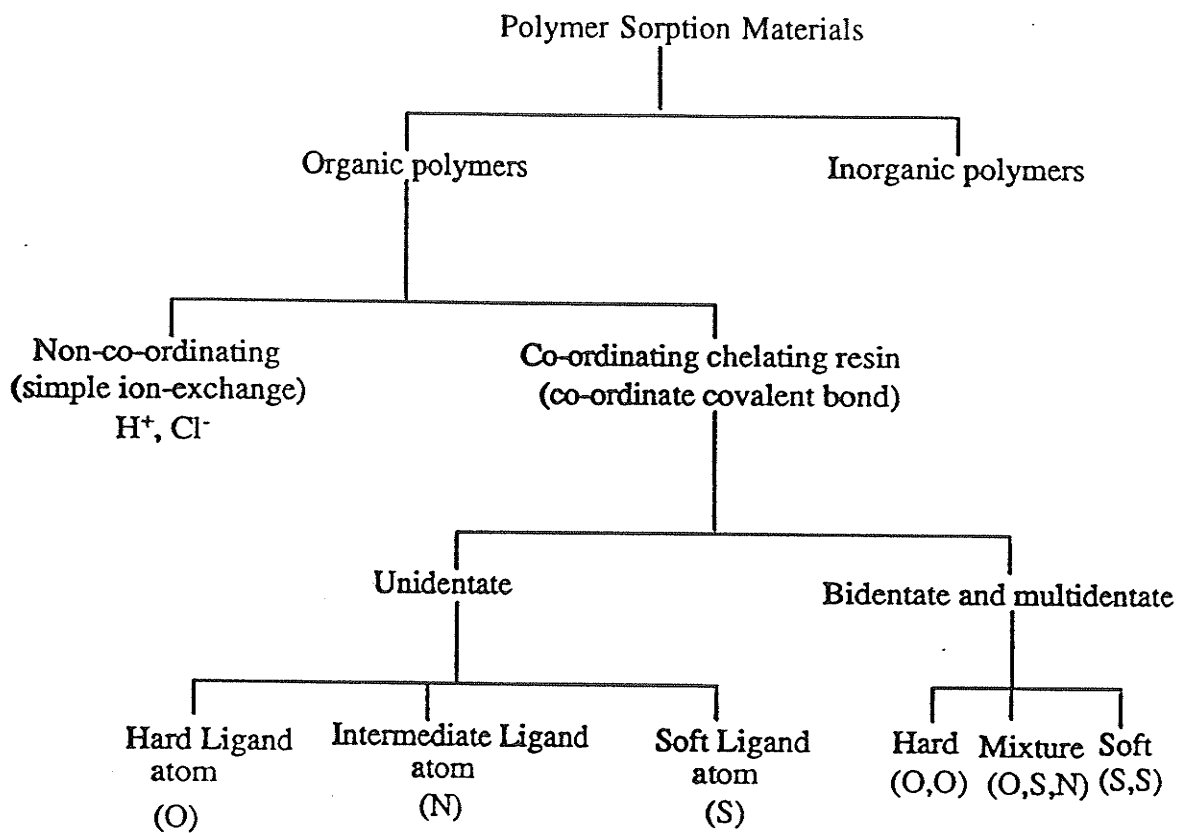 Polymer Sorption Materials
Organic polymers
Inorganic polymers
Non-co-ordinating
(simple ion-exchange)
H⁺, Cl⁻
Co-ordinating chelating resin
(co-ordinate covalent bond)
Unidentate
Bidentate and multidentate
Hard Ligand
atom
(O)
Intermediate Ligand
atom
(N)
Soft Ligand
atom
(S)
Hard
(O,O)
Mixture
(O,S,N)
Soft
(S,S)